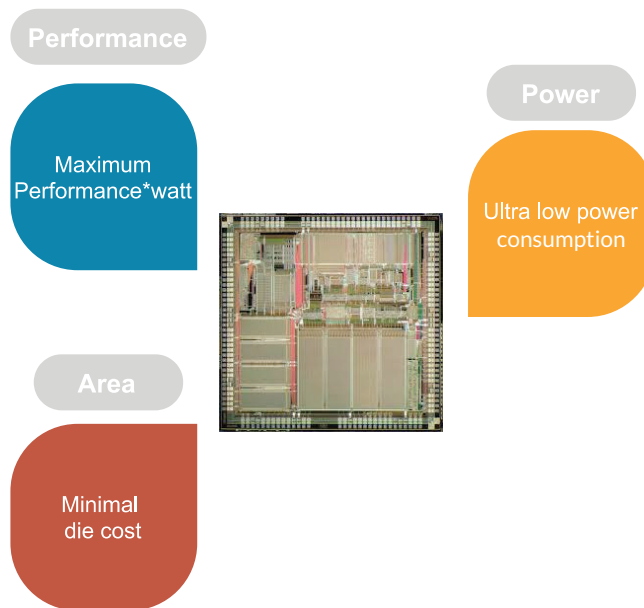 Performance
Maximum
Performance*watt
Power
Ultra low power
consumption
Area
Minimal
die cost